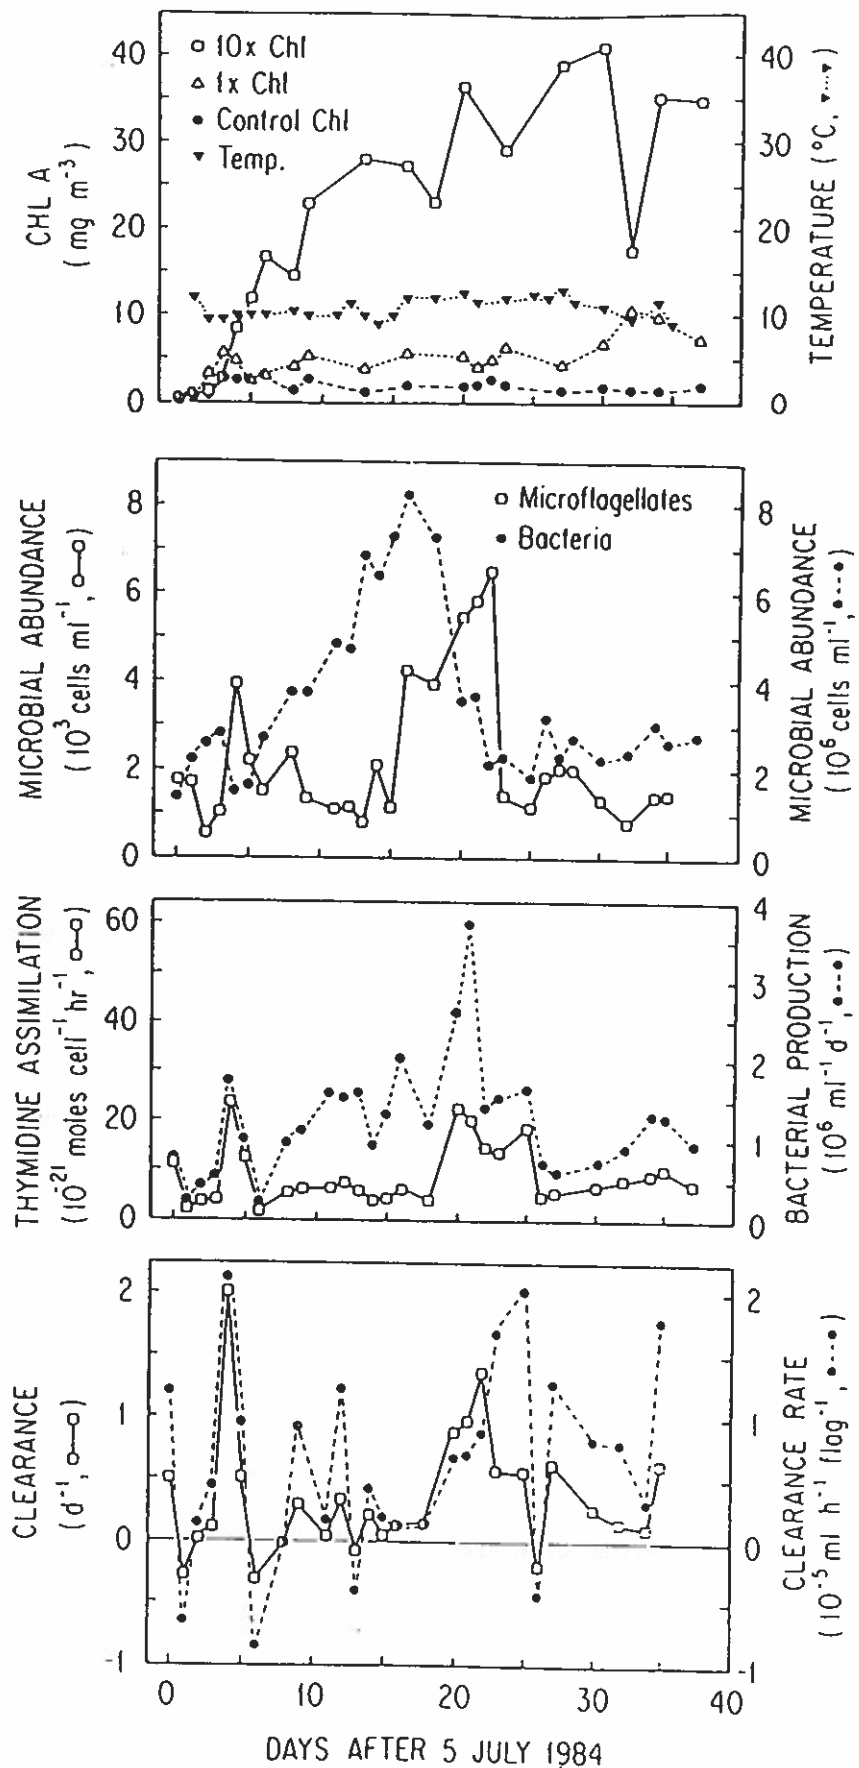 40
30
20
10
0
CHL A
(mg m⁻³)
○ 10x Chl
△ 1x Chl
● Control Chl
▼ Temp.
40
30
20
10
0
TEMPERATURE (°C, ▼····▼)
8
6
4
2
0
MICROBIAL ABUNDANCE
(10³ cells ml⁻¹, o—o)
○ Microflagellates
● Bacteria
8
6
4
2
0
MICROBIAL ABUNDANCE
(10⁶ cells ml⁻¹, ●---●)
60
40
20
0
THYMIDINE ASSIMILATION
(10⁻²¹ moles cell⁻¹ hr⁻¹, o—o)
4
3
2
1
0
BACTERIAL PRODUCTION
(10⁶ ml⁻¹ d⁻¹, ●---●)
2
1
0
-1
CLEARANCE
(d⁻¹, o—o)
2
1
0
-1
CLEARANCE RATE
(10⁻⁵ ml h⁻¹ flag⁻¹, ●---●)
0 10 20 30 40
DAYS AFTER 5 JULY 1984